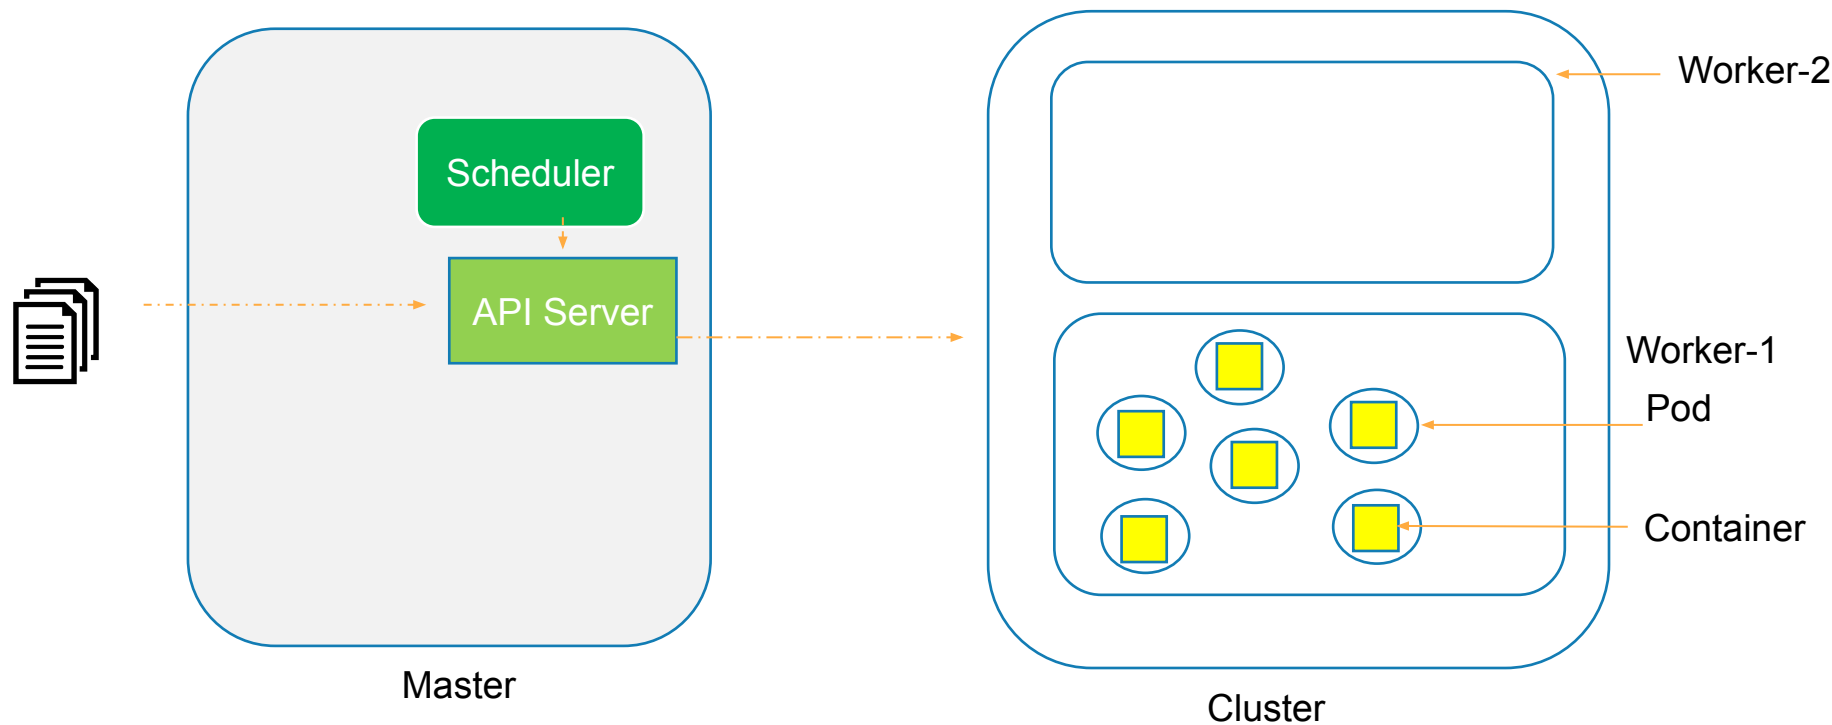 Scheduler
API Server
Master
Worker-2
Worker-1
Pod
Container
Cluster